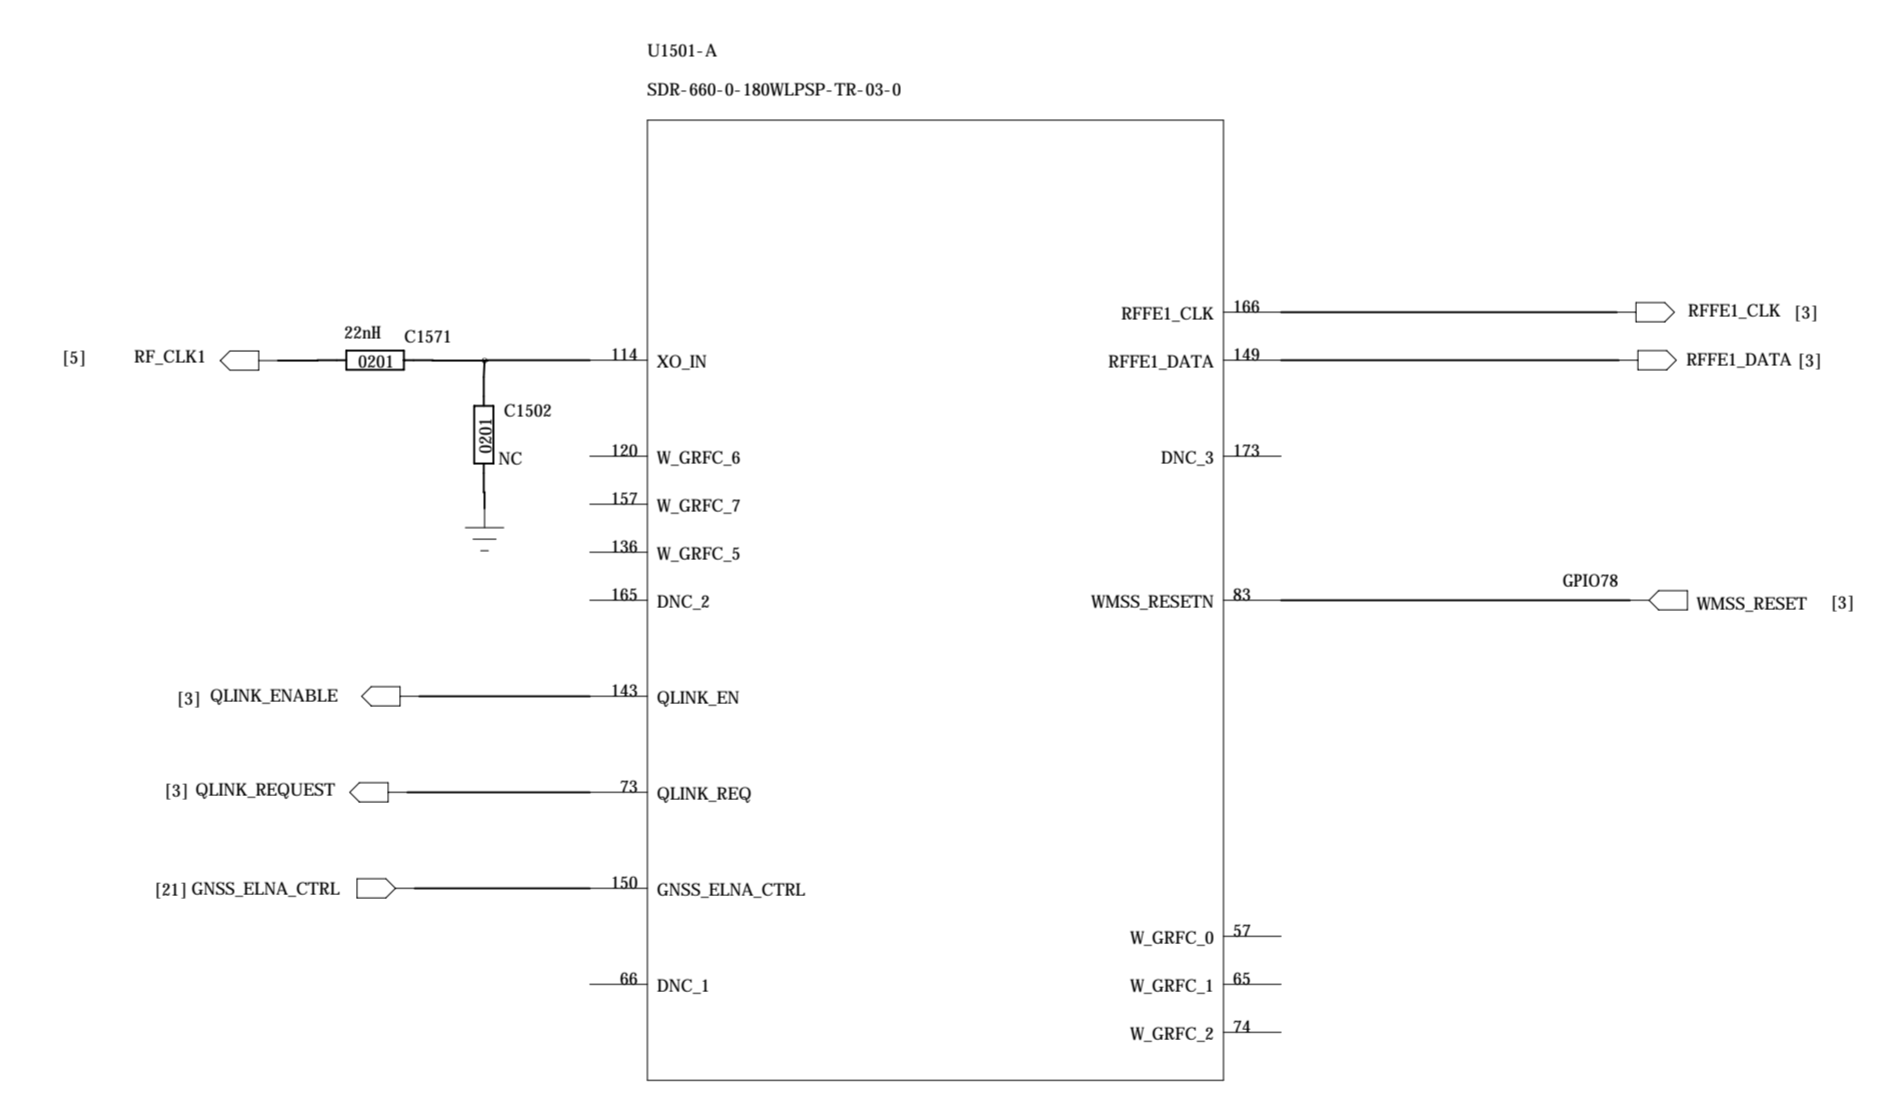 U1501-A
SDR-660-0-180WLPSP-TR-03-0
RFFE1_CLK 166 RFFE1_CLK [3]
22nH C1571
[5] RF_CLK1 0201 114 XO_IN RFFE1_DATA 149 RFFE1_DATA [3]
C1502
0201
NC 120 W_GRFC_6 DNC_3 173
157 W_GRFC_7
136 W_GRFC_5
GPIO78
165 DNC_2 WMSS_RESETN 83 WMSS_RESET [3]
[3] QLINK_ENABLE 143 QLINK_EN
[3] QLINK_REQUEST 73 QLINK_REQ
[21] GNSS_ELNA_CTRL 150 GNSS_ELNA_CTRL
W_GRFC_0 57
66 DNC_1 W_GRFC_1 65
W_GRFC_2 74